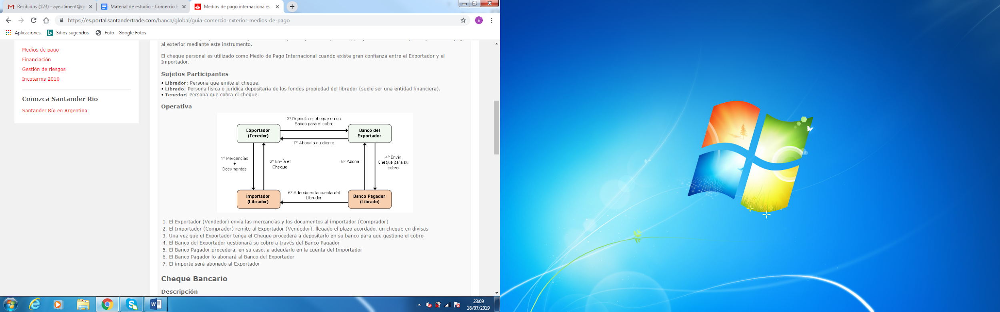 Recibidos (123) - aye.climent@g
Material de estudio - Comercio E
Medios de pago internacionales
https://es.portal.santandertrade.com/banca/global/guia-comercio-exterior-medios-de-pago
E
Aplicaciones
Sitios sugeridos
Foto - Google Fotos
Medios de pago
Financiación
Gestión de riesgos
Incoterms 2010
Conozca Santander Río
Santander Río en Argentina
al exterior mediante este instrumento.
El cheque personal es utilizado como Medio de Pago Internacional cuando existe gran confianza entre el Exportador y el
Importador.
Sujetos Participantes
• Librador: Persona que emite el cheque.
• Librado: Persona física o jurídica depositaria de los fondos propiedad del librador (suele ser una entidad financiera).
• Tenedor: Persona que cobra el cheque.
Operativa
3º Deposita el cheque en su
Banco para el cobro
Exportador
(Tenedor)
Banco del
Exportador
7º Abona a su cliente
1º Mercancías
+
Documentos
2º Envía el
Cheque
6º Abona
4º Envía
Cheque para su
cobro
5º Adeuda en la cuenta del
Librador
Importador
(Librador)
Banco Pagador
(Librado)
1. El Exportador (Vendedor) envía las mercancías y los documentos al importador (Comprador)
2. El Importador (Comprador) remite al Exportador (Vendedor), llegado el plazo acordado, un cheque en divisas
3. Una vez que el Exportador tenga el Cheque procederá a depositarlo en su banco para que gestione el cobro
4. El Banco del Exportador gestionará su cobro a través del Banco Pagador
5. El Banco Pagador procederá, en su caso, a adeudarlo en la cuenta del Importador
6. El Banco Pagador lo abonará al Banco del Exportador
7. El importe será abonado al Exportador
Cheque Bancario
Descripción
23:09
18/07/2019